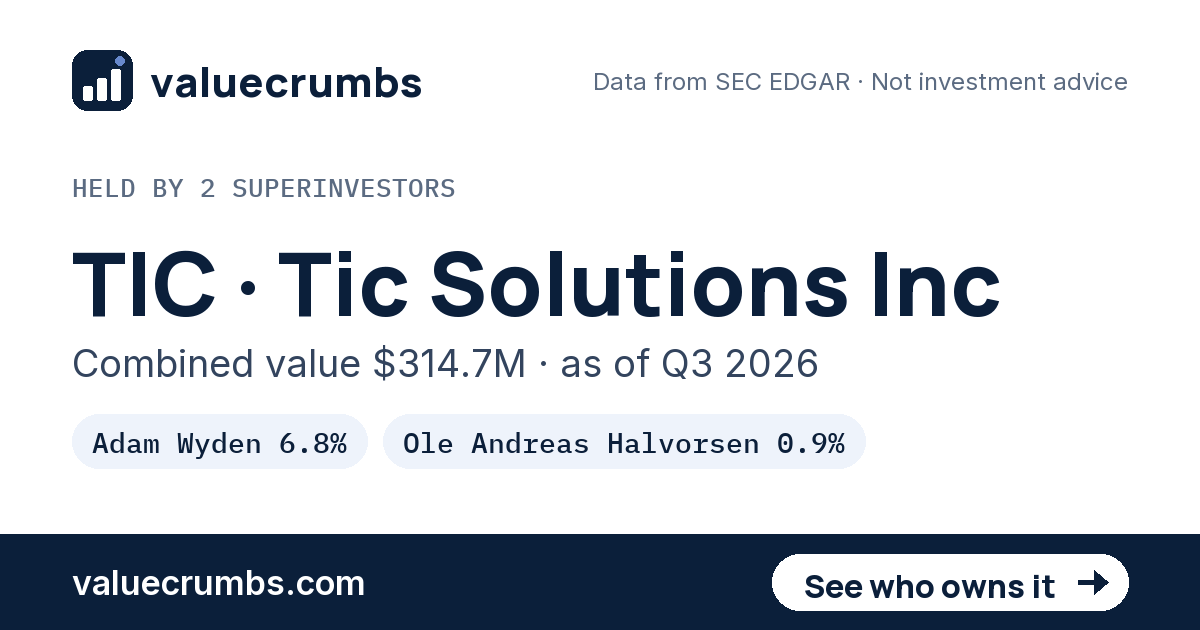 valuecrumbs
Data from SEC EDGAR · Not investment advice
HELD BY 2 SUPERINVESTORS
TIC · Tic Solutions Inc
Combined value $314.7M · as of Q3 2026
Adam Wyden 6.8%
Ole Andreas Halvorsen 0.9%
valuecrumbs.com
See who owns it →